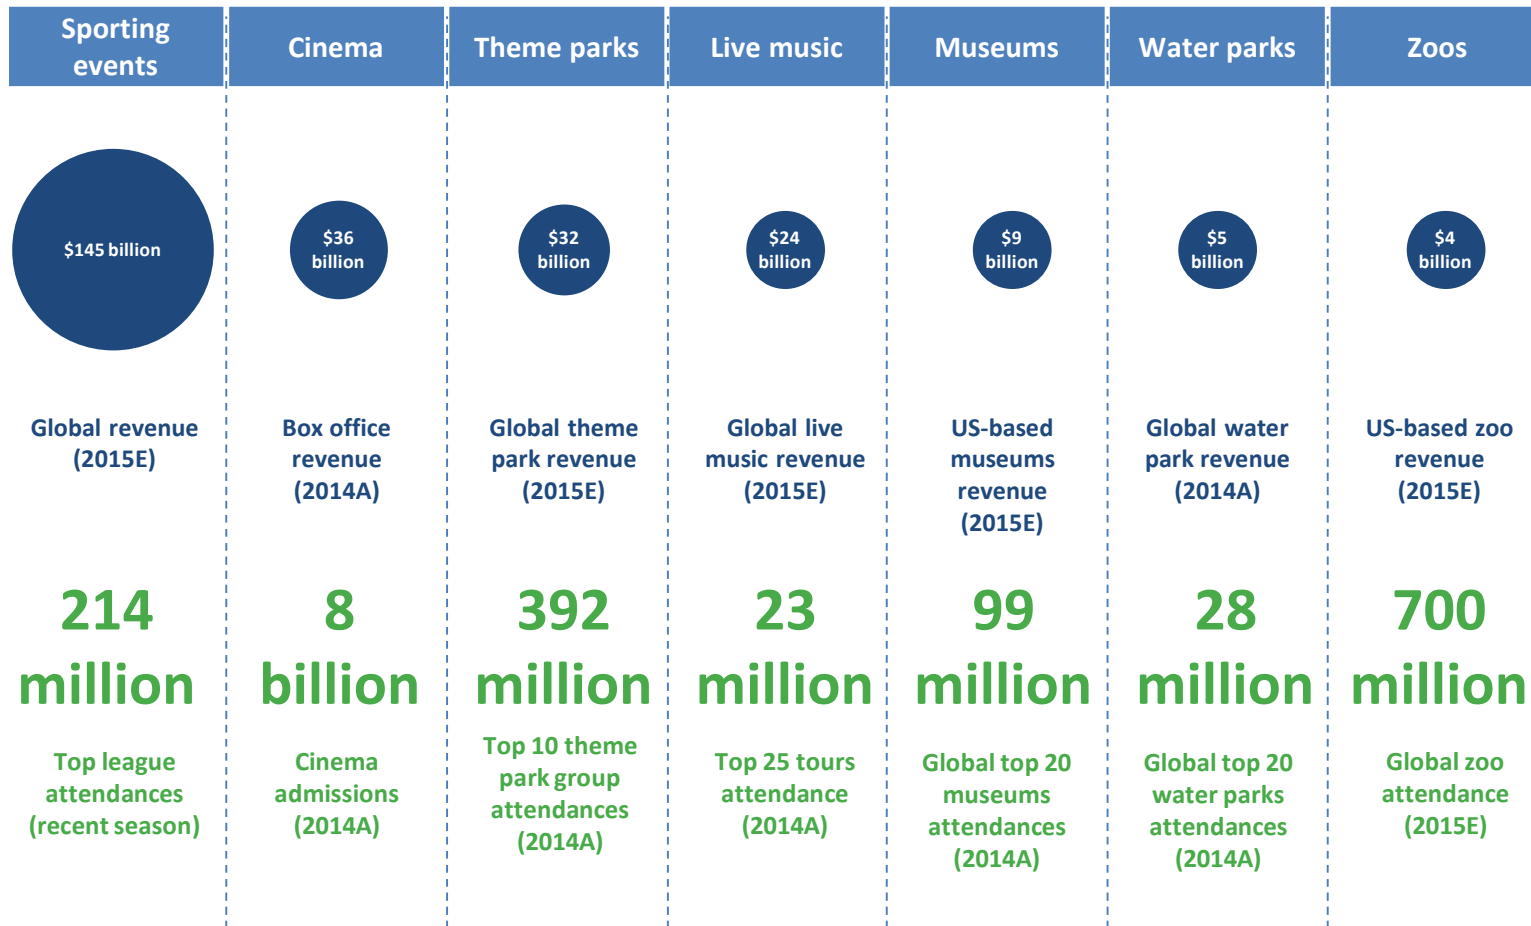 Sporting
events
Cinema
Theme parks
Live music
Museums
Water parks
Zoos
$145 billion
$36
billion
$32
billion
$24
billion
$9
billion
$5
billion
$4
billion
Global revenue
(2015E)
Box office
revenue
(2014A)
Global theme
park revenue
(2015E)
Global live
music revenue
(2015E)
US-based
museums
revenue
(2015E)
Global water
park revenue
(2014A)
US-based zoo
revenue
(2015E)
214
million
8
billion
392
million
23
million
99
million
28
million
700
million
Top league
attendances
(recent season)
Cinema
admissions
(2014A)
Top 10 theme
park group
attendances
(2014A)
Top 25 tours
attendance
(2014A)
Global top 20
museums
attendances
(2014A)
Global top 20
water parks
attendances
(2014A)
Global zoo
attendance
(2015E)